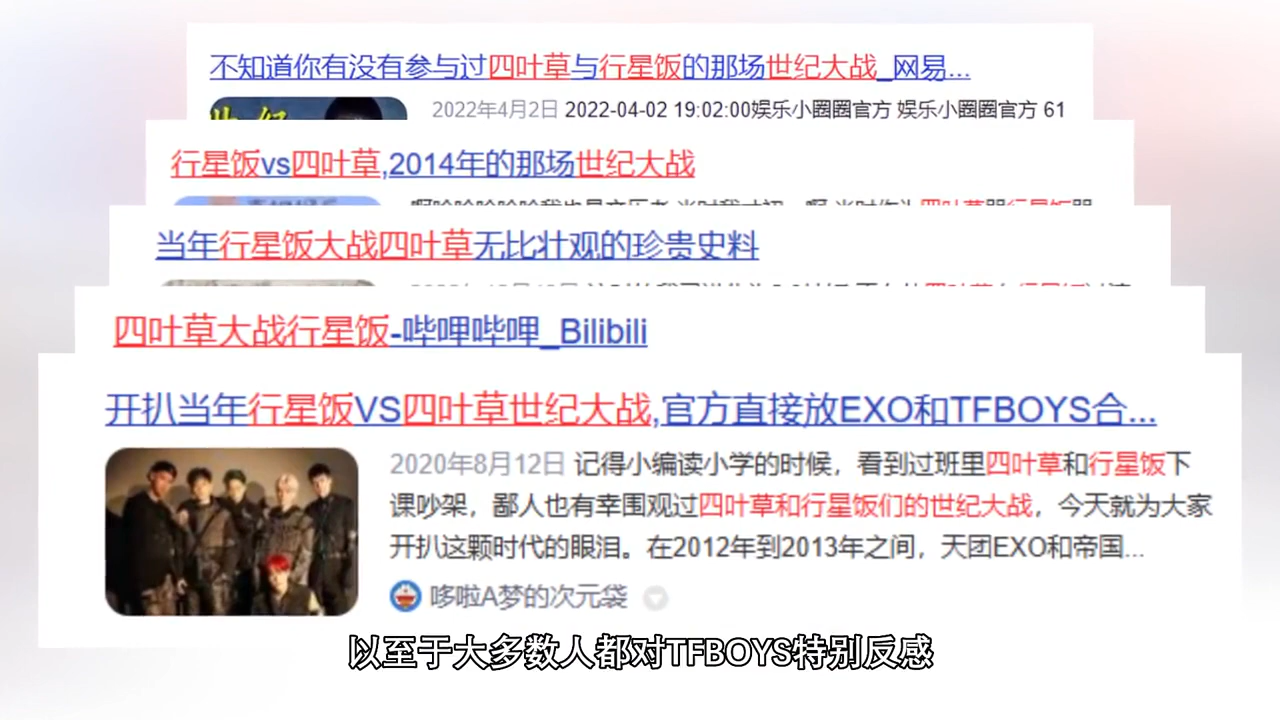 不知道你有没有参与过四叶草与行星饭的那场世纪大战_网易...
2022年4月2日 2022-04-02 19:02:00娱乐小圈圈官方 娱乐小圈圈官方 61
行星饭vs四叶草,2014年的那场世纪大战
当年行星饭大战四叶草无比壮观的珍贵史料
四叶草大战行星饭-哔哩哔哩_Bilibili
开扒当年行星饭VS四叶草世纪大战,官方直接放EXO和TFBOYS合...
2020年8月12日 记得小编读小学的时候，看到过班里四叶草和行星饭下
课吵架，鄙人也有幸围观过四叶草和行星饭们的世纪大战，今天就为大家
开扒这颗时代的眼泪。在2012年到2013年之间，天团EXO和帝国...
哆啦A梦的次元袋
以至于大多数人都对TFBOYS特别反感